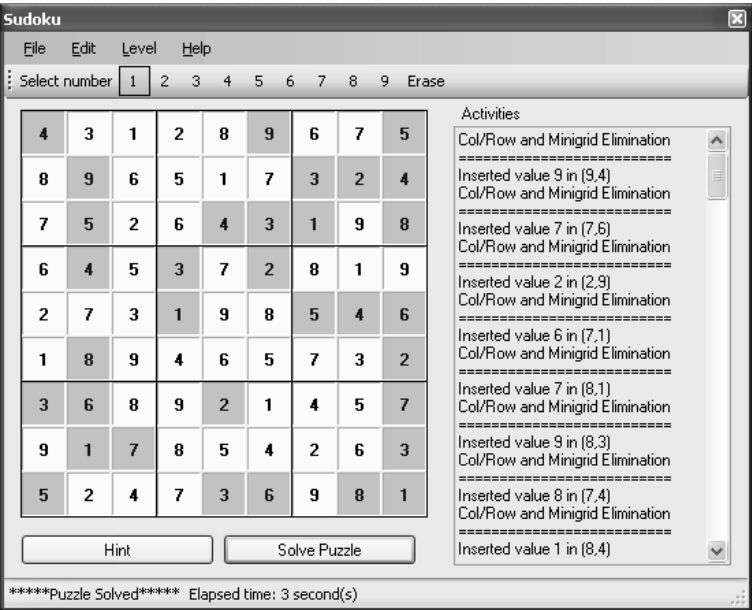 Sudoku
File Edit Level Help
Select number 1 2 3 4 5 6 7 8 9 Erase
4 3 1 2 8 9 6 7 5
8 9 6 5 1 7 3 2 4
7 5 2 6 4 3 1 9 8
6 4 5 3 7 2 8 1 9
2 7 3 1 9 8 5 4 6
1 8 9 4 6 5 7 3 2
3 6 8 9 2 1 4 5 7
9 1 7 8 5 4 2 6 3
5 2 4 7 3 6 9 8 1
Hint Solve Puzzle
Activities
Col/Row and Minigrid Elimination
==========================
Inserted value 9 in (9,4)
Col/Row and Minigrid Elimination
==========================
Inserted value 7 in (7,6)
Col/Row and Minigrid Elimination
==========================
Inserted value 2 in (2,9)
Col/Row and Minigrid Elimination
==========================
Inserted value 6 in (7,1)
Col/Row and Minigrid Elimination
==========================
Inserted value 7 in (8,1)
Col/Row and Minigrid Elimination
==========================
Inserted value 9 in (8,3)
Col/Row and Minigrid Elimination
==========================
Inserted value 8 in (7,4)
Col/Row and Minigrid Elimination
==========================
Inserted value 1 in (8,4)
*****Puzzle Solved***** Elapsed time: 3 second(s)